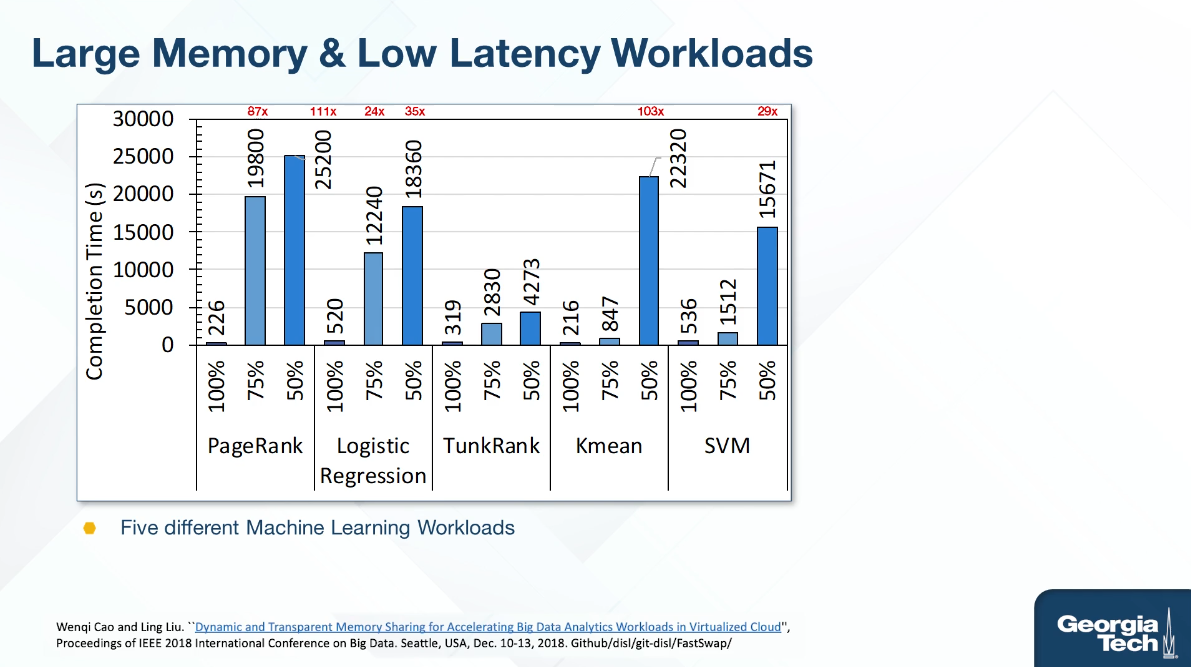 Large Memory & Low Latency Workloads
87x 111x 24x 35x 103x 29x
Completion Time (s)
30000
25000
20000
15000
10000
5000
0
226 19800 25200 520 12240 18360 319 2830 4273 216 847 22320 536 1512 15671
100% 75% 50% 100% 75% 50% 100% 75% 50% 100% 75% 50% 100% 75% 50%
PageRank Logistic TunkRank Kmean SVM
Regression
Five different Machine Learning Workloads
Wenqi Cao and Ling Liu. ``Dynamic and Transparent Memory Sharing for Accelerating Big Data Analytics Workloads in Virtualized Cloud'',
Proceedings of IEEE 2018 International Conference on Big Data. Seattle, USA, Dec. 10-13, 2018. Github/disl/git-disl/FastSwap/
Georgia
Tech